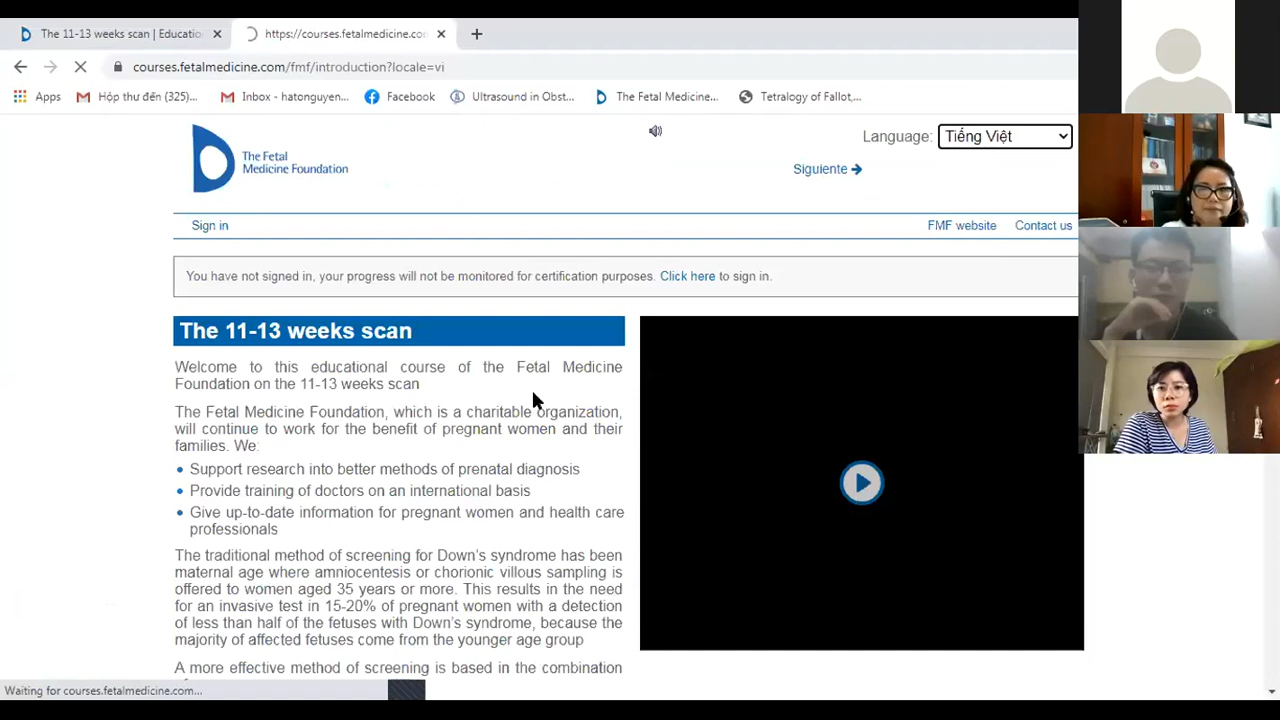 The 11-13 weeks scan | Educatio
https://courses.fetalmedicine.co
courses.fetalmedicine.com/fmf/introduction?locale=vi
Apps
Hộp thư đến (325)...
Inbox - hatonguyen...
Facebook
Ultrasound in Obst...
The Fetal Medicine...
Tetralogy of Fallot,...
The Fetal
Medicine Foundation
Language: Tiếng Việt
Siguiente
Sign in
FMF website
Contact us
You have not signed in, your progress will not be monitored for certification purposes. Click here to sign in.
The 11-13 weeks scan
Welcome to this educational course of the Fetal Medicine
Foundation on the 11-13 weeks scan
The Fetal Medicine Foundation, which is a charitable organization,
will continue to work for the benefit of pregnant women and their
families. We:
• Support research into better methods of prenatal diagnosis
• Provide training of doctors on an international basis
• Give up-to-date information for pregnant women and health care
professionals
The traditional method of screening for Down's syndrome has been
maternal age where amniocentesis or chorionic villous sampling is
offered to women aged 35 years or more. This results in the need
for an invasive test in 15-20% of pregnant women with a detection
of less than half of the fetuses with Down's syndrome, because the
majority of affected fetuses come from the younger age group
A more effective method of screening is based in the combination
Waiting for courses.fetalmedicine.com...